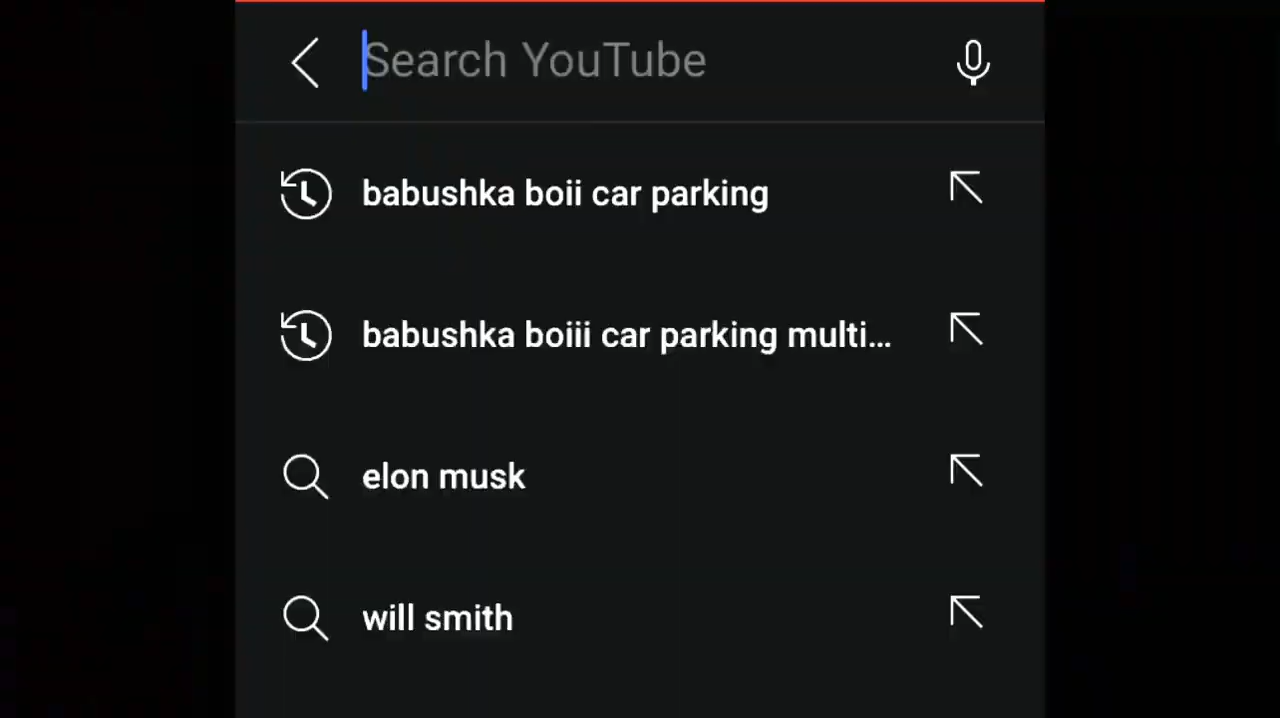 Search YouTube
babushka boii car parking
babushka boiii car parking multi...
elon musk
will smith